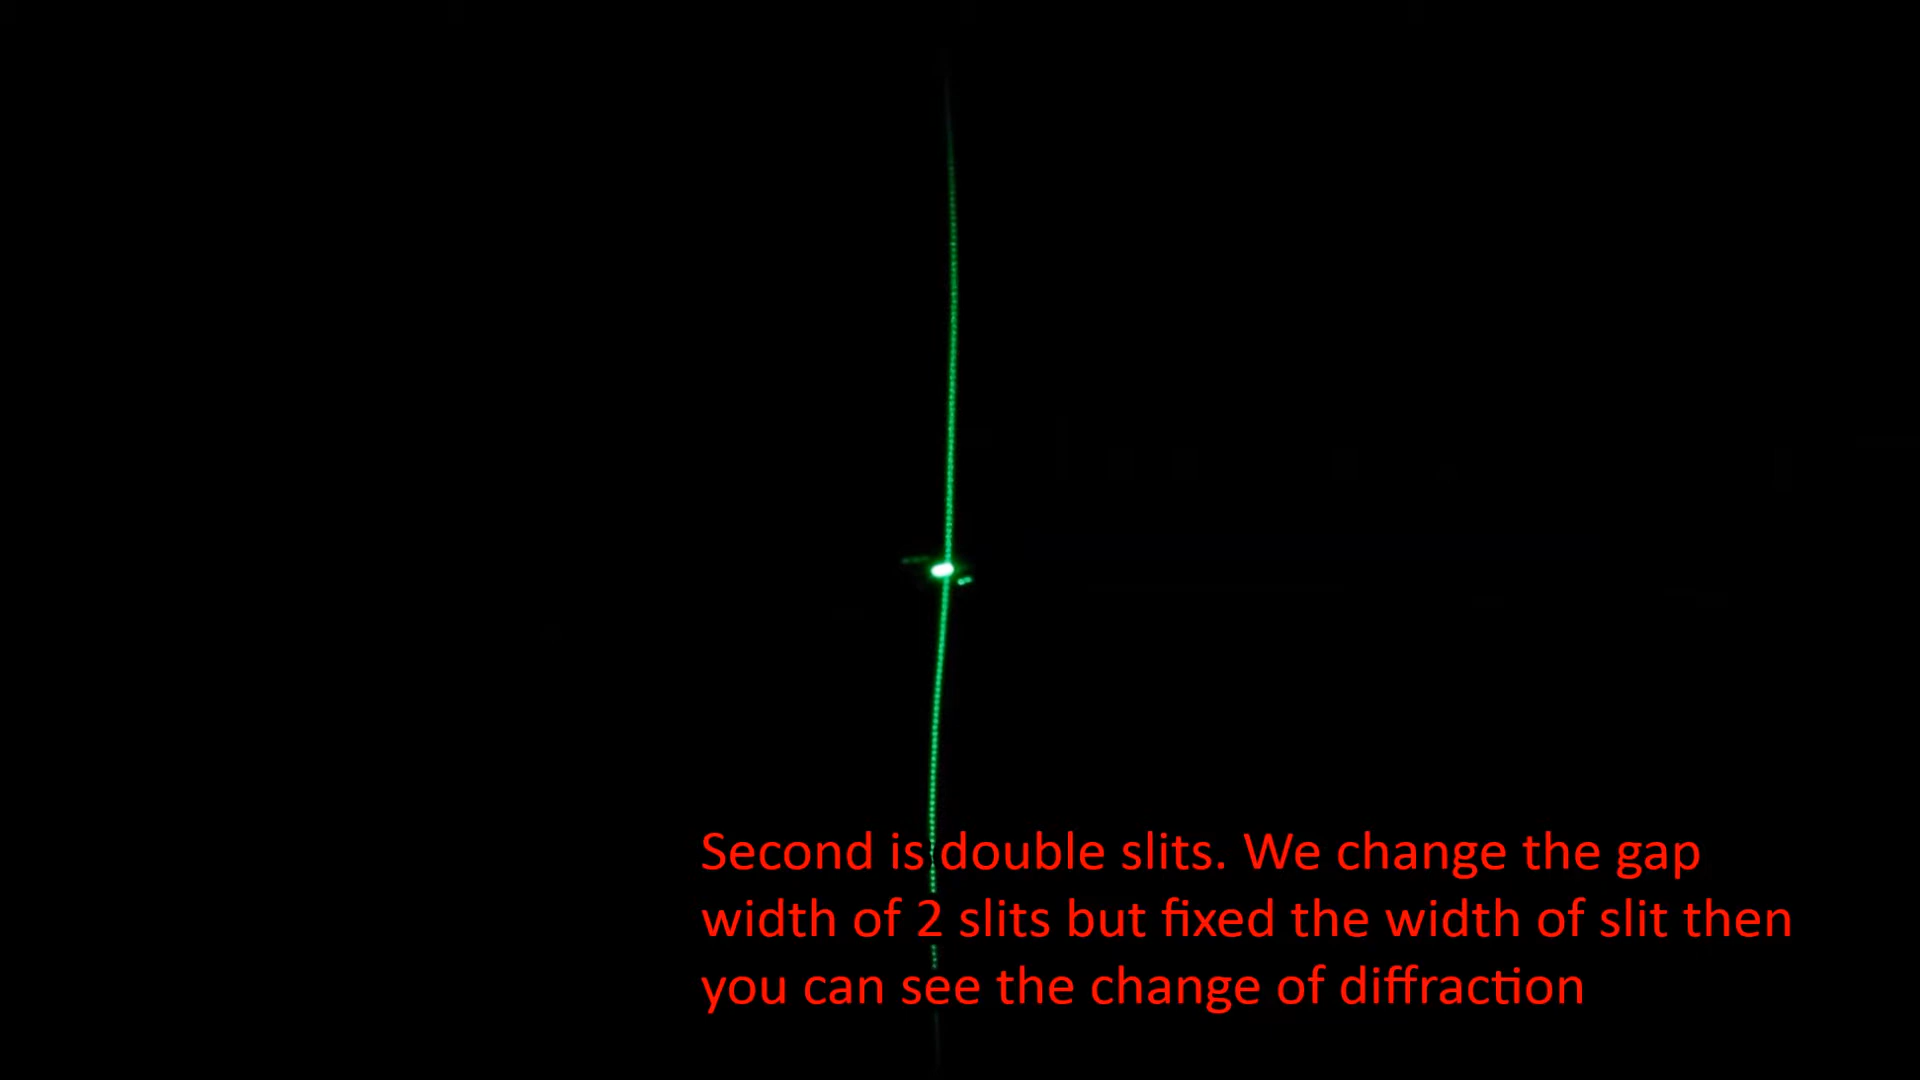 Second is double slits. We change the gap
width of 2 slits but fixed the width of slit then
you can see the change of diffraction